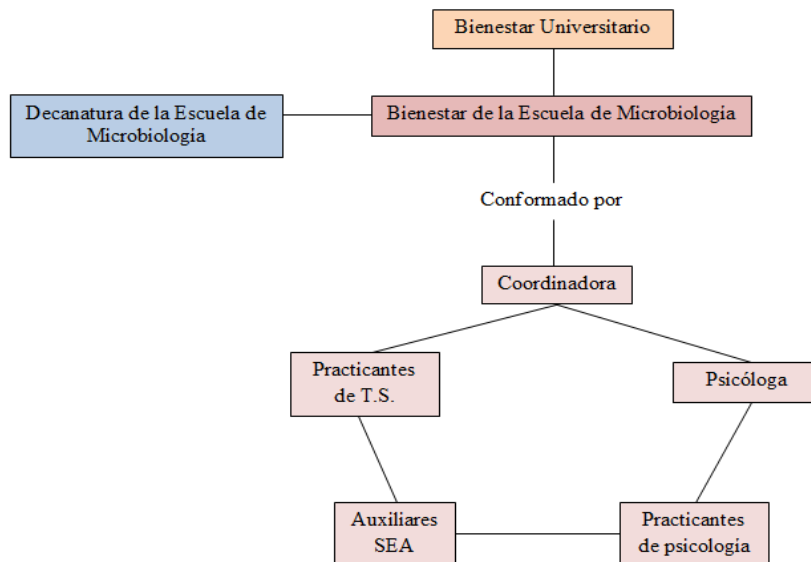 Bienestar Universitario
Decanatura de la Escuela de
Microbiología
Bienestar de la Escuela de Microbiología
Conformado por
Coordinadora
Practicantes
de T.S.
Psicóloga
Auxiliares
SEA
Practicantes
de psicología